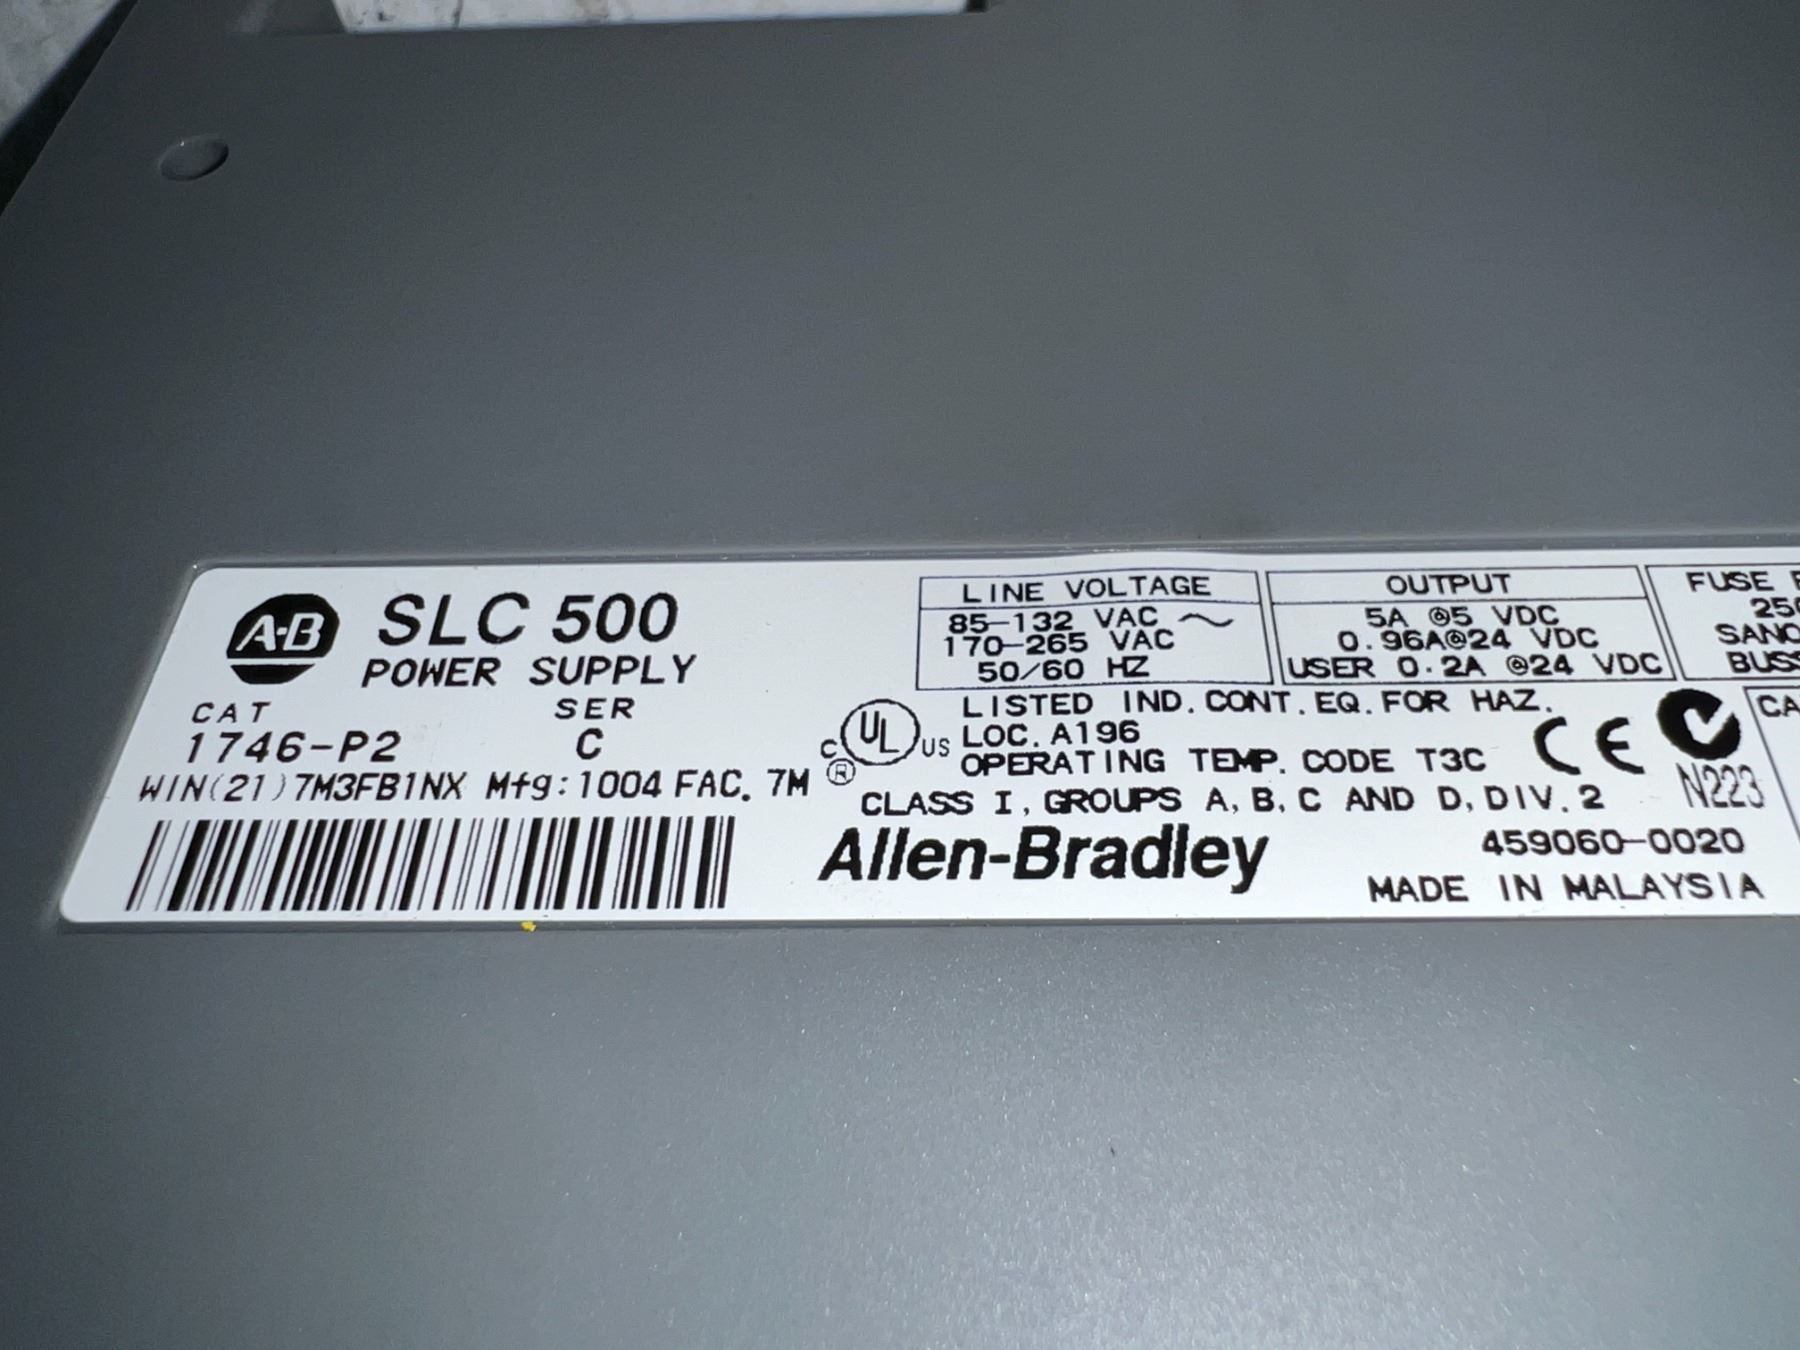 A-B
SLC 500
POWER SUPPLY
CAT SER
1746-P2 C
WIN(21)7M3FB1NX Mfg:1004 FAC. 7M
LINE VOLTAGE
85-132 VAC ~
170-265 VAC
50/60 HZ
OUTPUT
5A @5 VDC
0.96A@24 VDC
USER 0.2A @24 VDC
FUSE
C UL US
®
LISTED IND. CONT. EQ. FOR HAZ.
LOC. A196
OPERATING TEMP. CODE T3C
CLASS I, GROUPS A, B, C AND D, DIV. 2
CE
N223
Allen-Bradley
459060-0020
MADE IN MALAYSIA